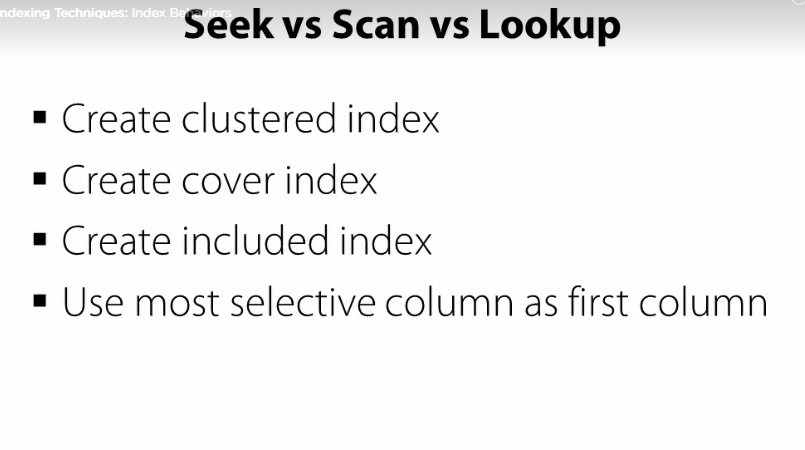 ndexing Techniques: Index Behaviors
Seek vs Scan vs Lookup
▪ Create clustered index
▪ Create cover index
▪ Create included index
▪ Use most selective column as first column